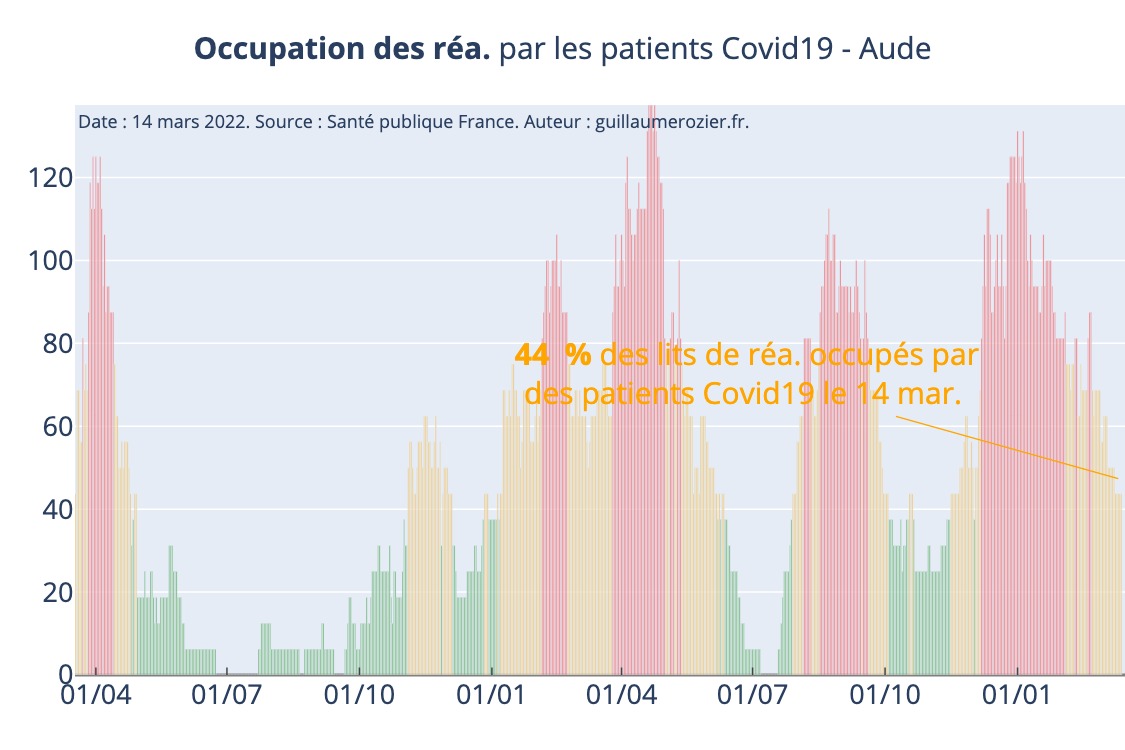 Occupation des réa. par les patients Covid19 - Aude
Date : 14 mars 2022. Source : Santé publique France. Auteur : guillaumerozier.fr.
120
100
80
44 % des lits de réa. occupés par
des patients Covid19 le 14 mar.
60
40
20
0
01/04 01/07 01/10 01/01 01/04 01/07 01/10 01/01